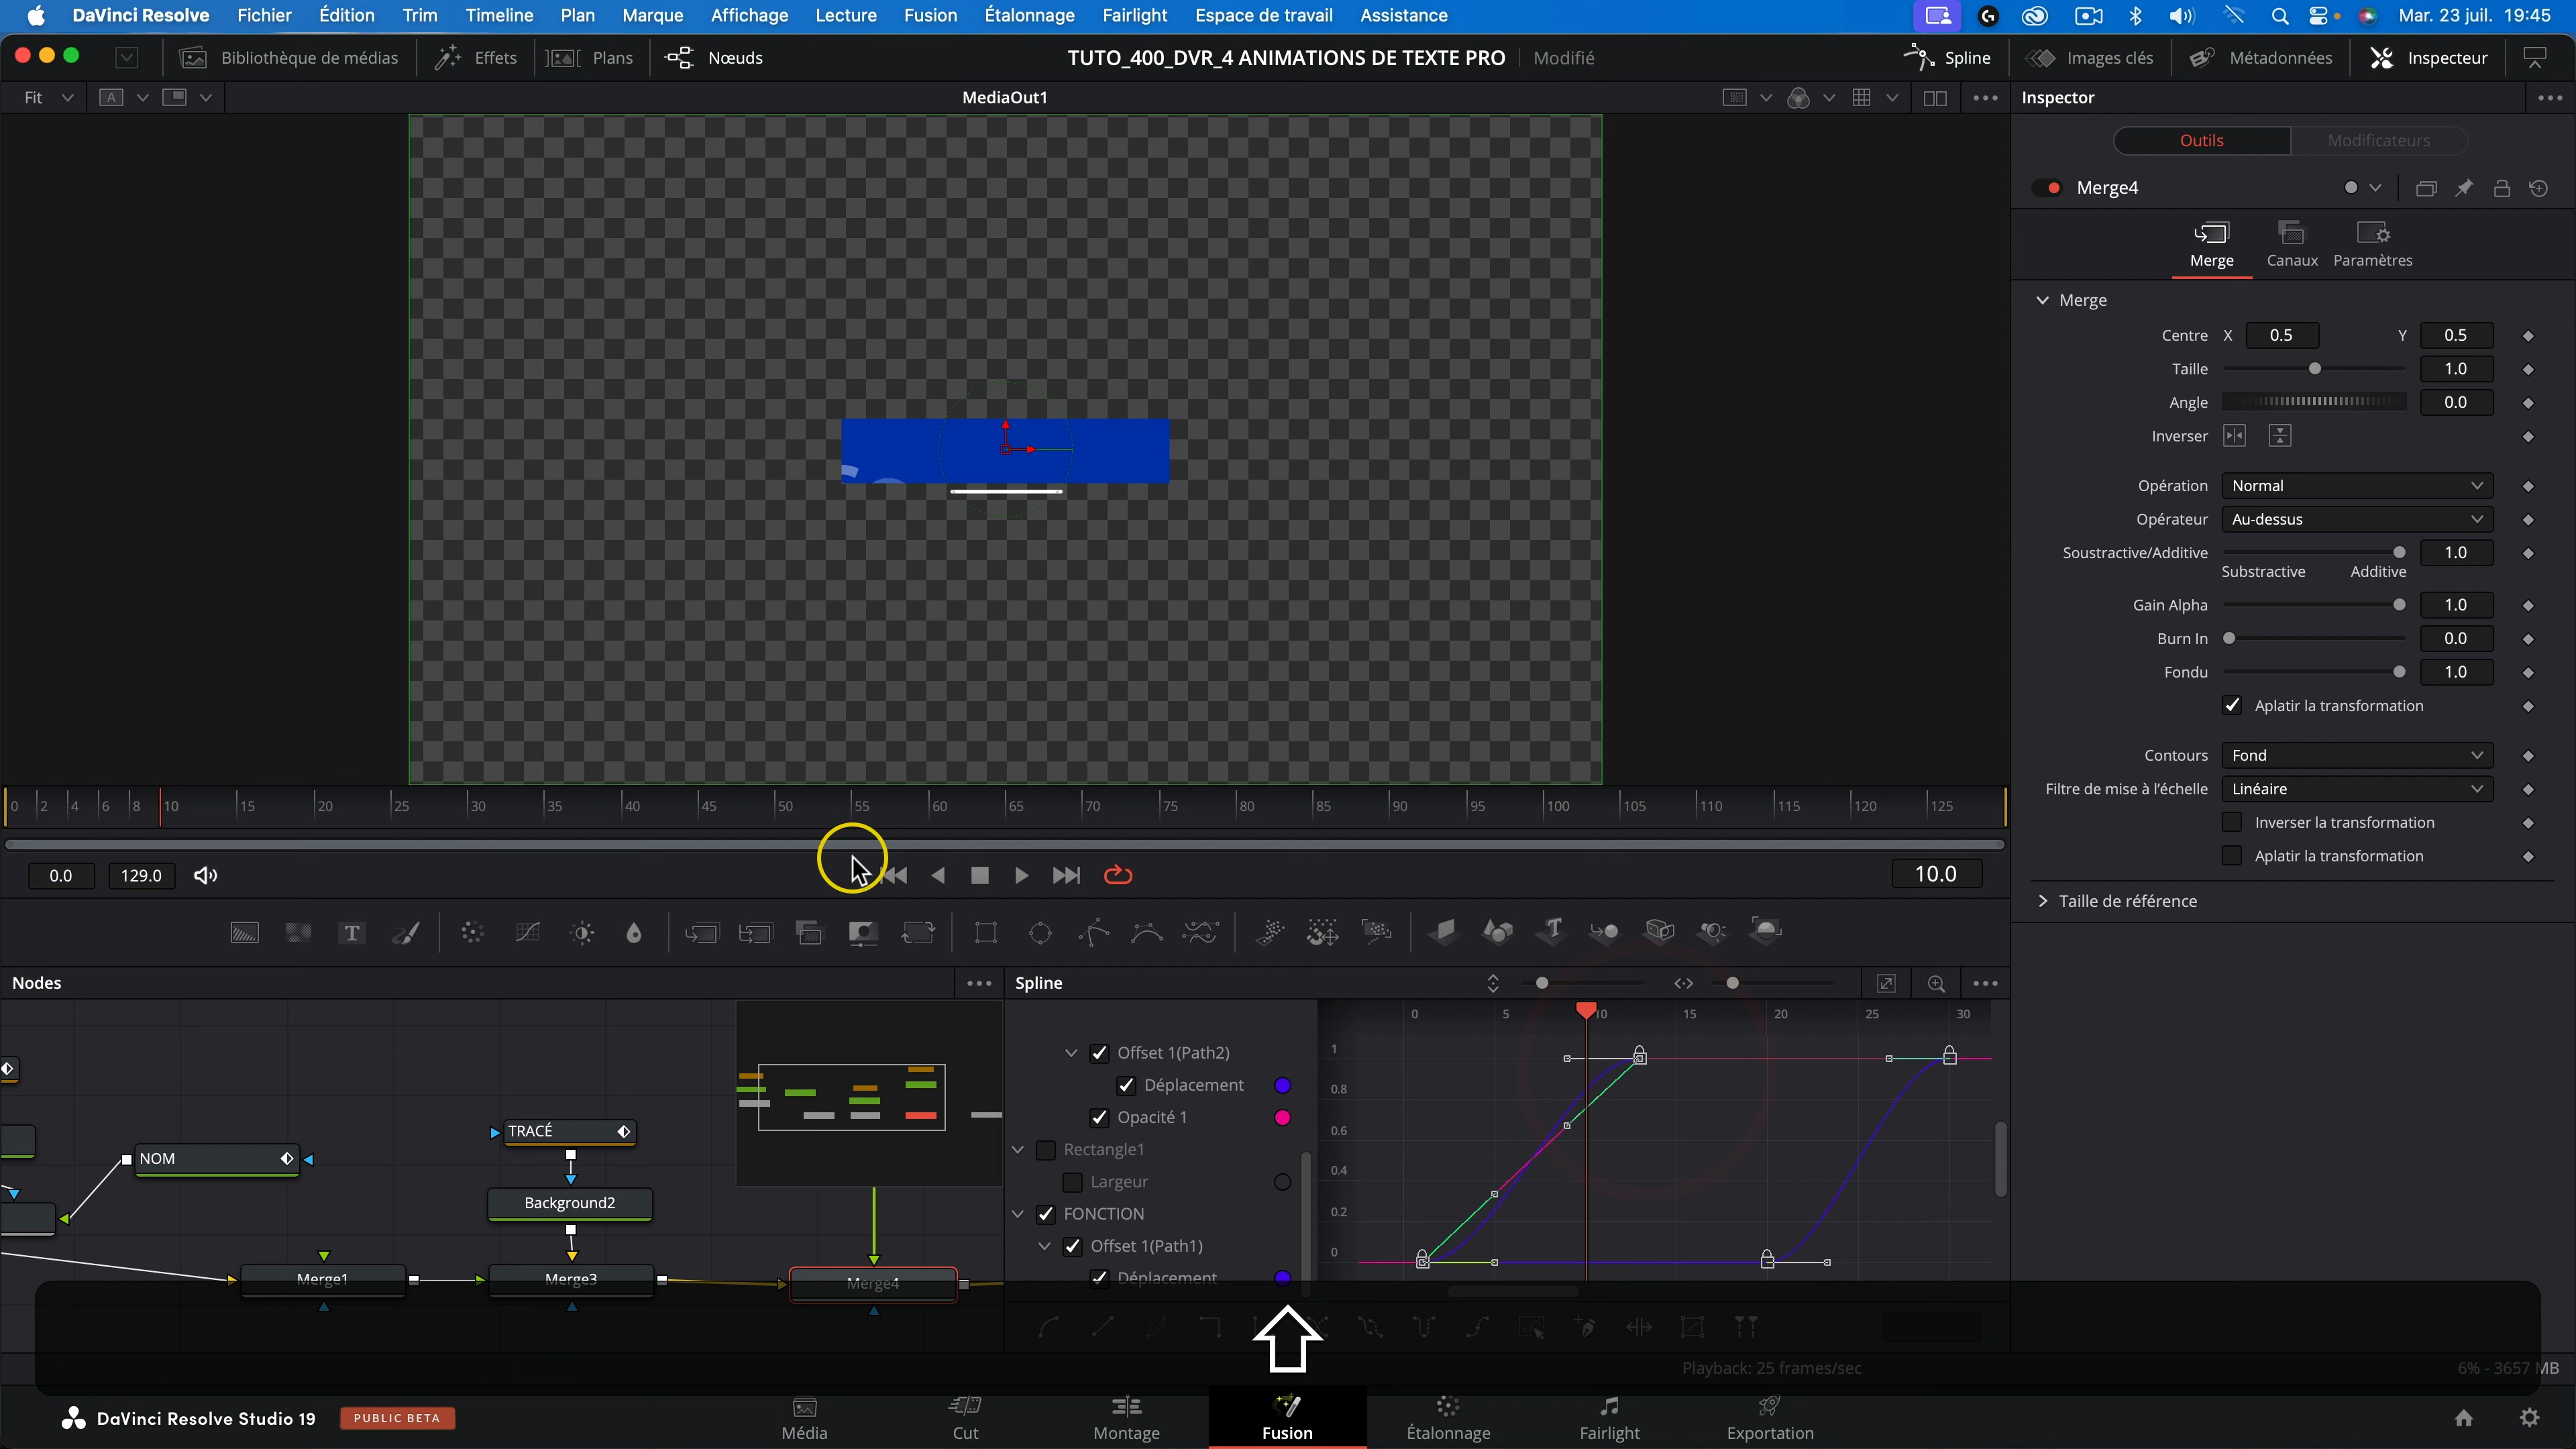 DaVinci Resolve Fichier Édition Trim Timeline Plan Marque Affichage Lecture Fusion Étalonnage Fairlight Espace de travail Assistance Mar. 23 juil. 19:45
Bibliothèque de médias Effets Plans Nœuds TUTO_400_DVR_4 ANIMATIONS DE TEXTE PRO Modifié Spline Images clés Métadonnées Inspecteur
Fit A MediaOut1 Inspector
Outils Modificateurs
Merge4
Merge Canaux Paramètres
Merge
Centre X 0.5 Y 0.5
Taille 1.0
Angle 0.0
Inverser
Opération Normal
Opérateur Au-dessus
Soustractive/Additive 1.0
Substractive Additive
Gain Alpha 1.0
Burn In 0.0
Fondu 1.0
Aplatir la transformation
Contours Fond
Filtre de mise à l'échelle Linéaire
Inverser la transformation
Aplatir la transformation
Taille de référence
0 2 4 6 8 10 15 20 25 30 35 40 45 50 55 60 65 70 75 80 85 90 95 100 105 110 115 120 125
0.0 129.0 10.0
T T
Nodes Spline
0 5 10 15 20 25 30
1
0.8
0.6
0.4
0.2
0
Offset 1(Path2)
Déplacement
Opacité 1
Rectangle1
Largeur
FONCTION
Offset 1(Path1)
Déplacement
TRACÉ
NOM
Background2
Merge1 Merge3 Merge4
Playback: 25 frames/sec 6% - 3657 MB
DaVinci Resolve Studio 19 PUBLIC BETA
Média Cut Montage Fusion Étalonnage Fairlight Exportation